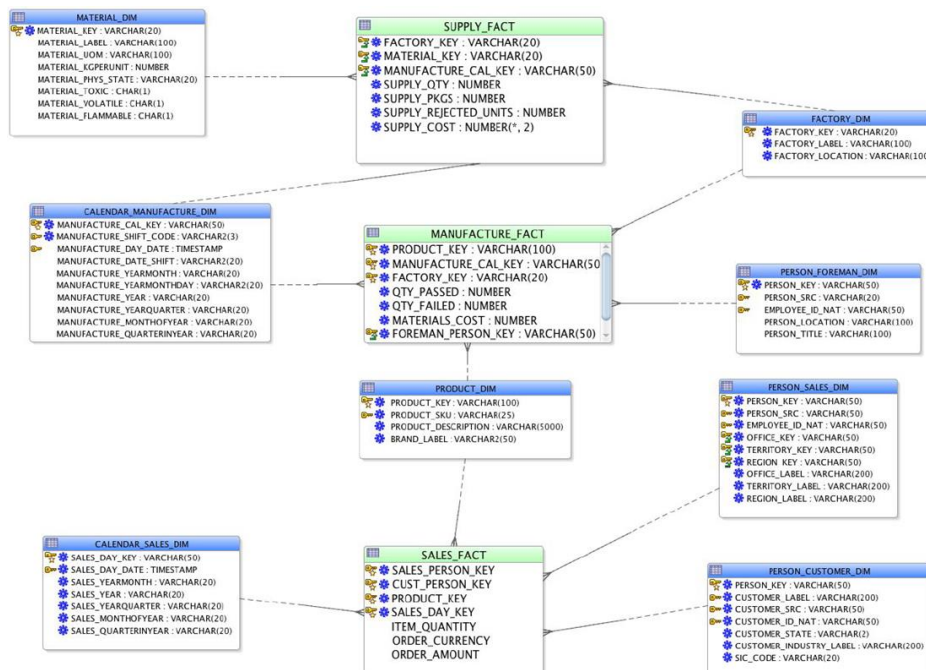 MATERIAL_DIM
MATERIAL_KEY : VARCHAR(20)
MATERIAL_LABEL : VARCHAR(100)
MATERIAL_UOM : VARCHAR(100)
MATERIAL_KGPERUNIT : NUMBER
MATERIAL_PHYS_STATE : VARCHAR(20)
MATERIAL_TOXIC : CHAR(1)
MATERIAL_VOLATILE : CHAR(1)
MATERIAL_FLAMMABLE : CHAR(1)
SUPPLY_FACT
FACTORY_KEY : VARCHAR(20)
MATERIAL_KEY : VARCHAR(20)
MANUFACTURE_CAL_KEY : VARCHAR(50)
SUPPLY_QTY : NUMBER
SUPPLY_PKGS : NUMBER
SUPPLY_REJECTED_UNITS : NUMBER
SUPPLY_COST : NUMBER(*, 2)
FACTORY_DIM
FACTORY_KEY : VARCHAR(20)
FACTORY_LABEL : VARCHAR(100)
FACTORY_LOCATION : VARCHAR(100
CALENDAR_MANUFACTURE_DIM
MANUFACTURE_CAL_KEY : VARCHAR(50)
MANUFACTURE_SHIFT_CODE : VARCHAR2(3)
MANUFACTURE_DAY_DATE : TIMESTAMP
MANUFACTURE_DATE_SHIFT : VARCHAR2(20)
MANUFACTURE_YEARMONTH : VARCHAR(20)
MANUFACTURE_YEARMONTHDAY : VARCHAR2(20)
MANUFACTURE_YEAR : VARCHAR(20)
MANUFACTURE_YEARQUARTER : VARCHAR(20)
MANUFACTURE_MONTHOFYEAR : VARCHAR(20)
MANUFACTURE_QUARTERINYEAR : VARCHAR(20)
MANUFACTURE_FACT
PRODUCT_KEY : VARCHAR(100)
MANUFACTURE_CAL_KEY : VARCHAR(50
FACTORY_KEY : VARCHAR(20)
QTY_PASSED : NUMBER
QTY_FAILED : NUMBER
MATERIALS_COST : NUMBER
FOREMAN_PERSON_KEY : VARCHAR(50)
PERSON_FOREMAN_DIM
PERSON_KEY : VARCHAR(50)
PERSON_SRC : VARCHAR(20)
EMPLOYEE_ID_NAT : VARCHAR(50)
PERSON_LOCATION : VARCHAR(100)
PERSON_TITLE : VARCHAR(100)
PRODUCT_DIM
PRODUCT_KEY : VARCHAR(100)
PRODUCT_SKU : VARCHAR(25)
PRODUCT_DESCRIPTION : VARCHAR(5000)
BRAND_LABEL : VARCHAR2(50)
PERSON_SALES_DIM
PERSON_KEY : VARCHAR(50)
PERSON_SRC : VARCHAR(50)
EMPLOYEE_ID_NAT : VARCHAR(50)
OFFICE_KEY : VARCHAR(50)
TERRITORY_KEY : VARCHAR(50)
REGION_KEY : VARCHAR(50)
OFFICE_LABEL : VARCHAR(200)
TERRITORY_LABEL : VARCHAR(200)
REGION_LABEL : VARCHAR(200)
CALENDAR_SALES_DIM
SALES_DAY_KEY : VARCHAR(50)
SALES_DAY_DATE : TIMESTAMP
SALES_YEARMONTH : VARCHAR(20)
SALES_YEAR : VARCHAR(20)
SALES_YEARQUARTER : VARCHAR(20)
SALES_MONTHOFYEAR : VARCHAR(20)
SALES_QUARTERINYEAR : VARCHAR(20)
SALES_FACT
SALES_PERSON_KEY
CUST_PERSON_KEY
PRODUCT_KEY
SALES_DAY_KEY
ITEM_QUANTITY
ORDER_CURRENCY
ORDER_AMOUNT
PERSON_CUSTOMER_DIM
PERSON_KEY : VARCHAR(50)
CUSTOMER_LABEL : VARCHAR(200)
CUSTOMER_SRC : VARCHAR(50)
CUSTOMER_ID_NAT : VARCHAR(50)
CUSTOMER_STATE : VARCHAR(2)
CUSTOMER_INDUSTRY_LABEL : VARCHAR(200)
SIC_CODE : VARCHAR(20)